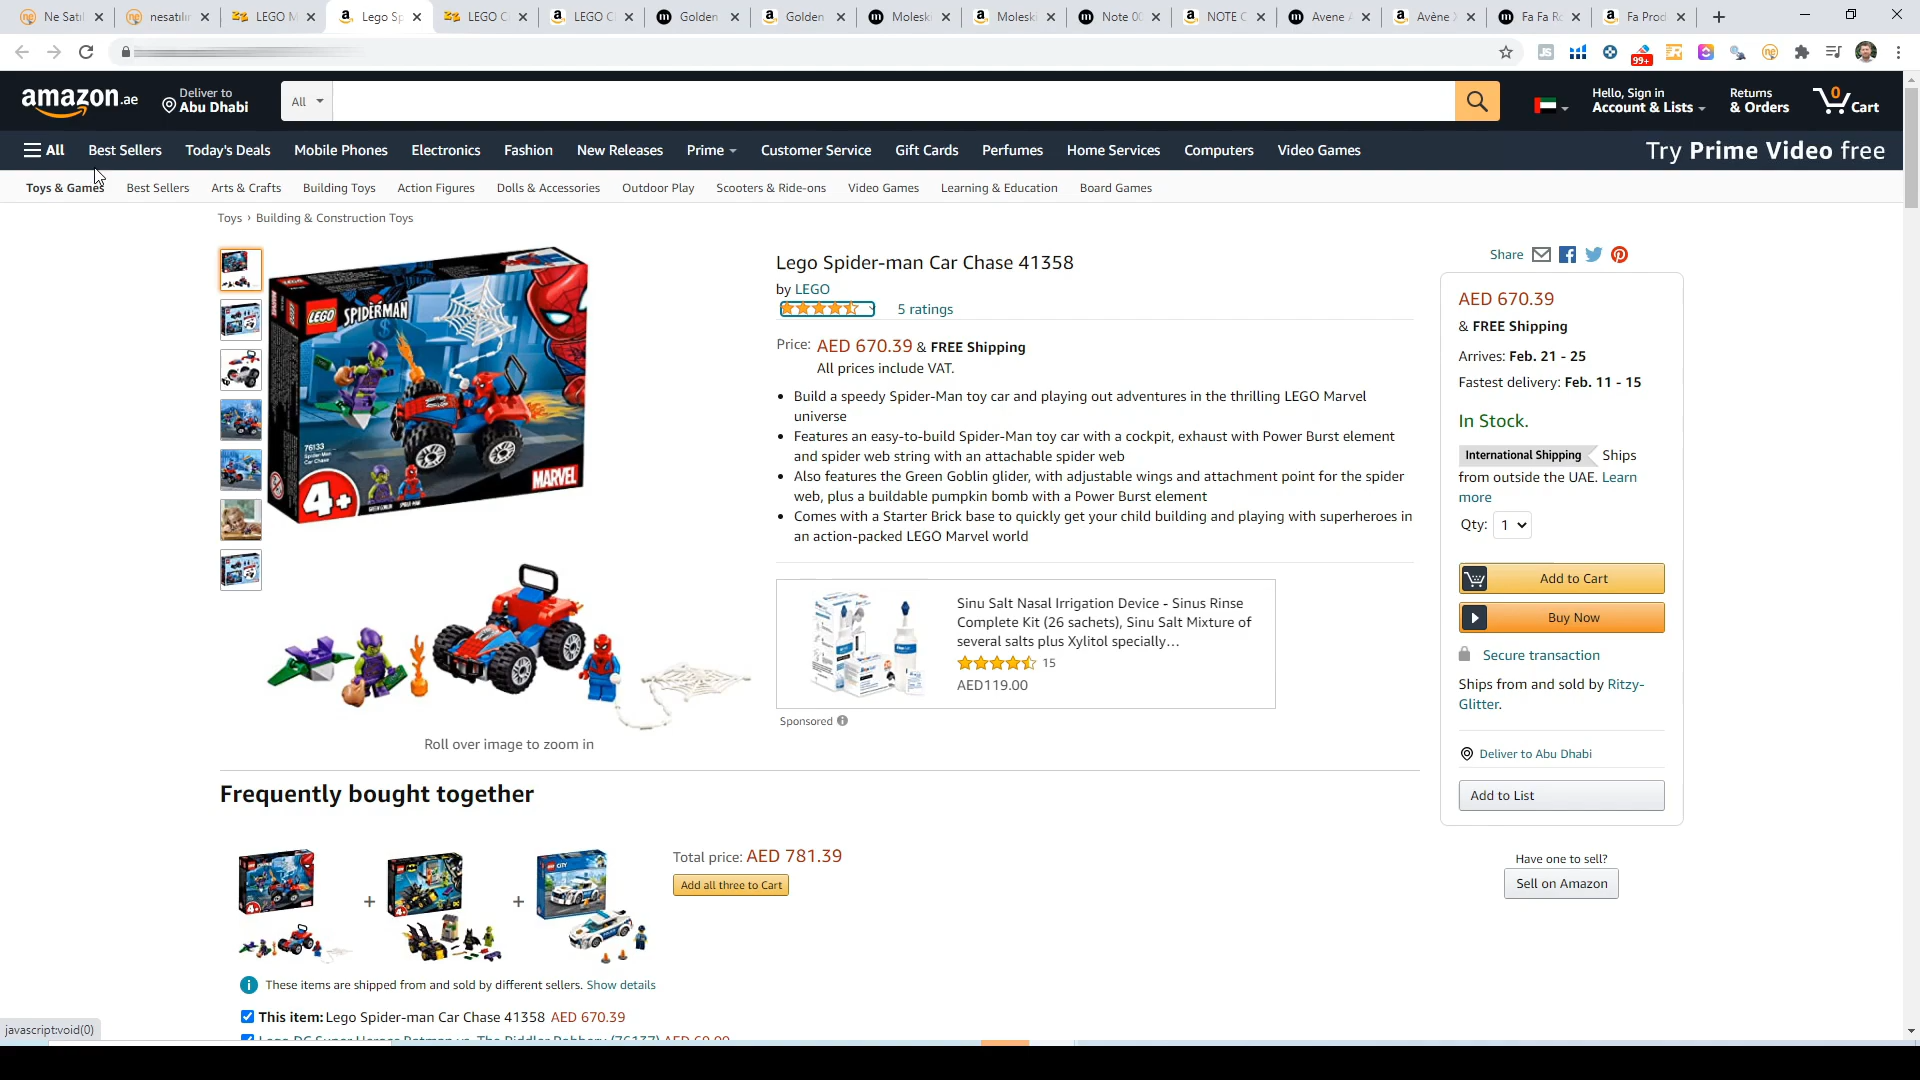 Ne Satıl
nesatılır
LEGO M
Lego Sp
LEGO C
LEGO Ci
Golden
Golden
Moleski
Moleski
Note 00
NOTE C
Avene A
Avène X
Fa Fa Ro
Fa Prod
99+
amazon.ae
Deliver to
Abu Dhabi
All
Hello, Sign in
Account & Lists
Returns
& Orders
0
Cart
All
Best Sellers
Today's Deals
Mobile Phones
Electronics
Fashion
New Releases
Prime
Customer Service
Gift Cards
Perfumes
Home Services
Computers
Video Games
Try Prime Video free
Toys & Games
Best Sellers
Arts & Crafts
Building Toys
Action Figures
Dolls & Accessories
Outdoor Play
Scooters & Ride-ons
Video Games
Learning & Education
Board Games
Toys › Building & Construction Toys
LEGO
SPIDERMAN
76133
Spider-Man
Car Chase
4+
GREEN GOBLIN
SPIDER-MAN
MARVEL
Roll over image to zoom in
Lego Spider-man Car Chase 41358
by LEGO
5 ratings
Price: AED 670.39 & FREE Shipping
All prices include VAT.
• Build a speedy Spider-Man toy car and playing out adventures in the thrilling LEGO Marvel
universe
• Features an easy-to-build Spider-Man toy car with a cockpit, exhaust with Power Burst element
and spider web string with an attachable spider web
• Also features the Green Goblin glider, with adjustable wings and attachment point for the spider
web, plus a buildable pumpkin bomb with a Power Burst element
• Comes with a Starter Brick base to quickly get your child building and playing with superheroes in
an action-packed LEGO Marvel world
Sinu Salt Nasal Irrigation Device - Sinus Rinse
Complete Kit (26 sachets), Sinu Salt Mixture of
several salts plus Xylitol specially…
15
AED119.00
Sponsored
Share
AED 670.39
& FREE Shipping
Arrives: Feb. 21 - 25
Fastest delivery: Feb. 11 - 15
In Stock.
International Shipping Ships
from outside the UAE. Learn
more
Qty: 1
Add to Cart
Buy Now
Secure transaction
Ships from and sold by Ritzy-
Glitter.
Deliver to Abu Dhabi
Add to List
Have one to sell?
Sell on Amazon
Frequently bought together
+
+
Total price: AED 781.39
Add all three to Cart
These items are shipped from and sold by different sellers. Show details
This item: Lego Spider-man Car Chase 41358 AED 670.39
javascript:void(0)